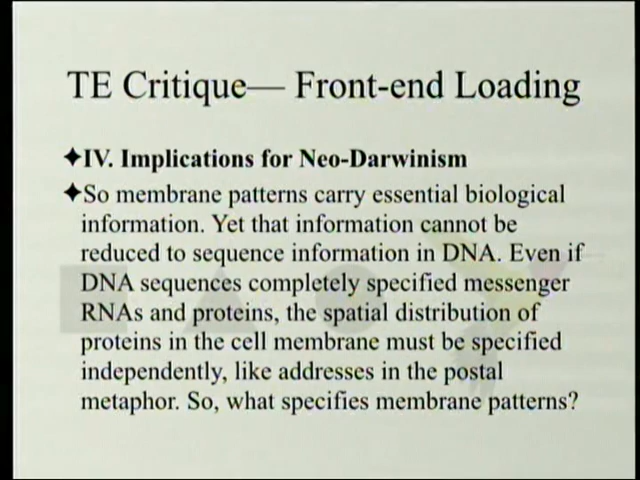 TE Critique— Front-end Loading
✦IV. Implications for Neo-Darwinism
✦So membrane patterns carry essential biological
information. Yet that information cannot be
reduced to sequence information in DNA. Even if
DNA sequences completely specified messenger
RNAs and proteins, the spatial distribution of
proteins in the cell membrane must be specified
independently, like addresses in the postal
metaphor. So, what specifies membrane patterns?